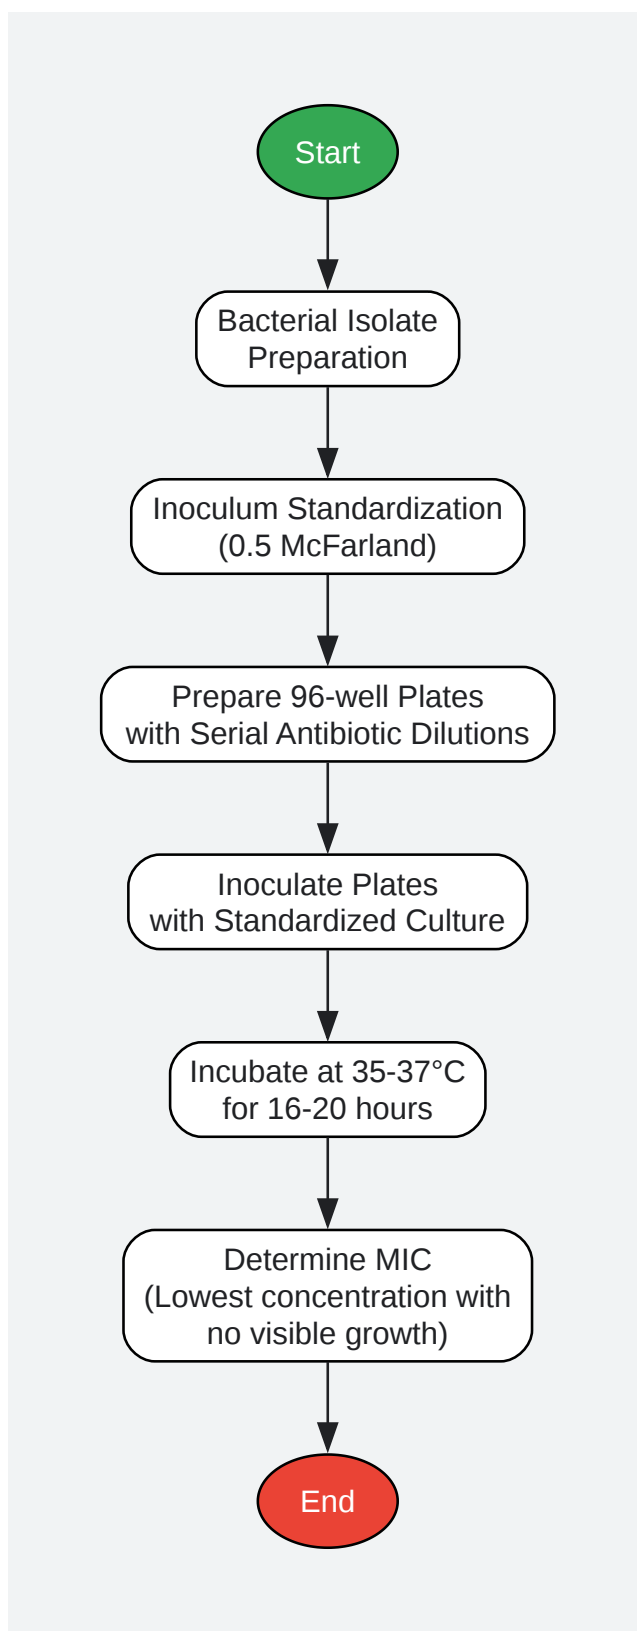 Start
Bacterial Isolate
Preparation
Inoculum Standardization
(0.5 McFarland)
Prepare 96-well Plates
with Serial Antibiotic Dilutions
Inoculate Plates
with Standardized Culture
Incubate at 35-37°C
for 16-20 hours
Determine MIC
(Lowest concentration with
no visible growth)
End